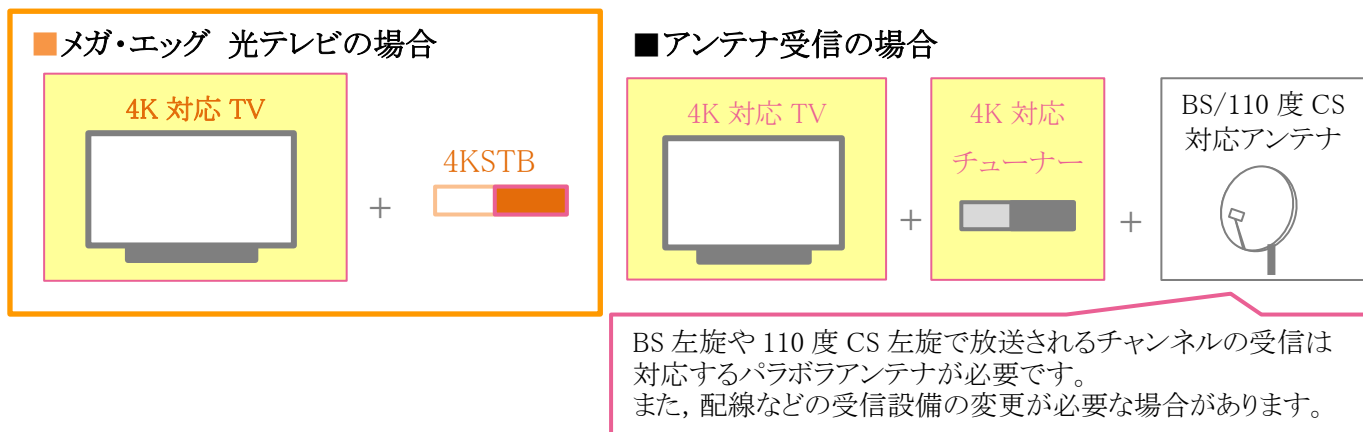 ■メガ・エッグ 光テレビの場合
4K 対応 TV
+
4KSTB
■アンテナ受信の場合
4K 対応 TV
+
4K 対応
チューナー
+
BS/110 度 CS
対応アンテナ
BS 左旋や 110 度 CS 左旋で放送されるチャンネルの受信は
対応するパラボラアンテナが必要です。
また, 配線などの受信設備の変更が必要な場合があります。